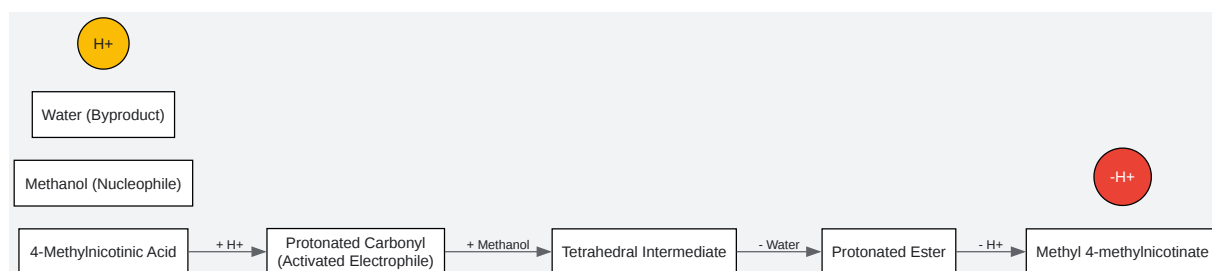 H+
Water (Byproduct)
Methanol (Nucleophile)
-H+
4-Methylnicotinic Acid
+ H+
Protonated Carbonyl
(Activated Electrophile)
+ Methanol
Tetrahedral Intermediate
- Water
Protonated Ester
- H+
Methyl 4-methylnicotinate